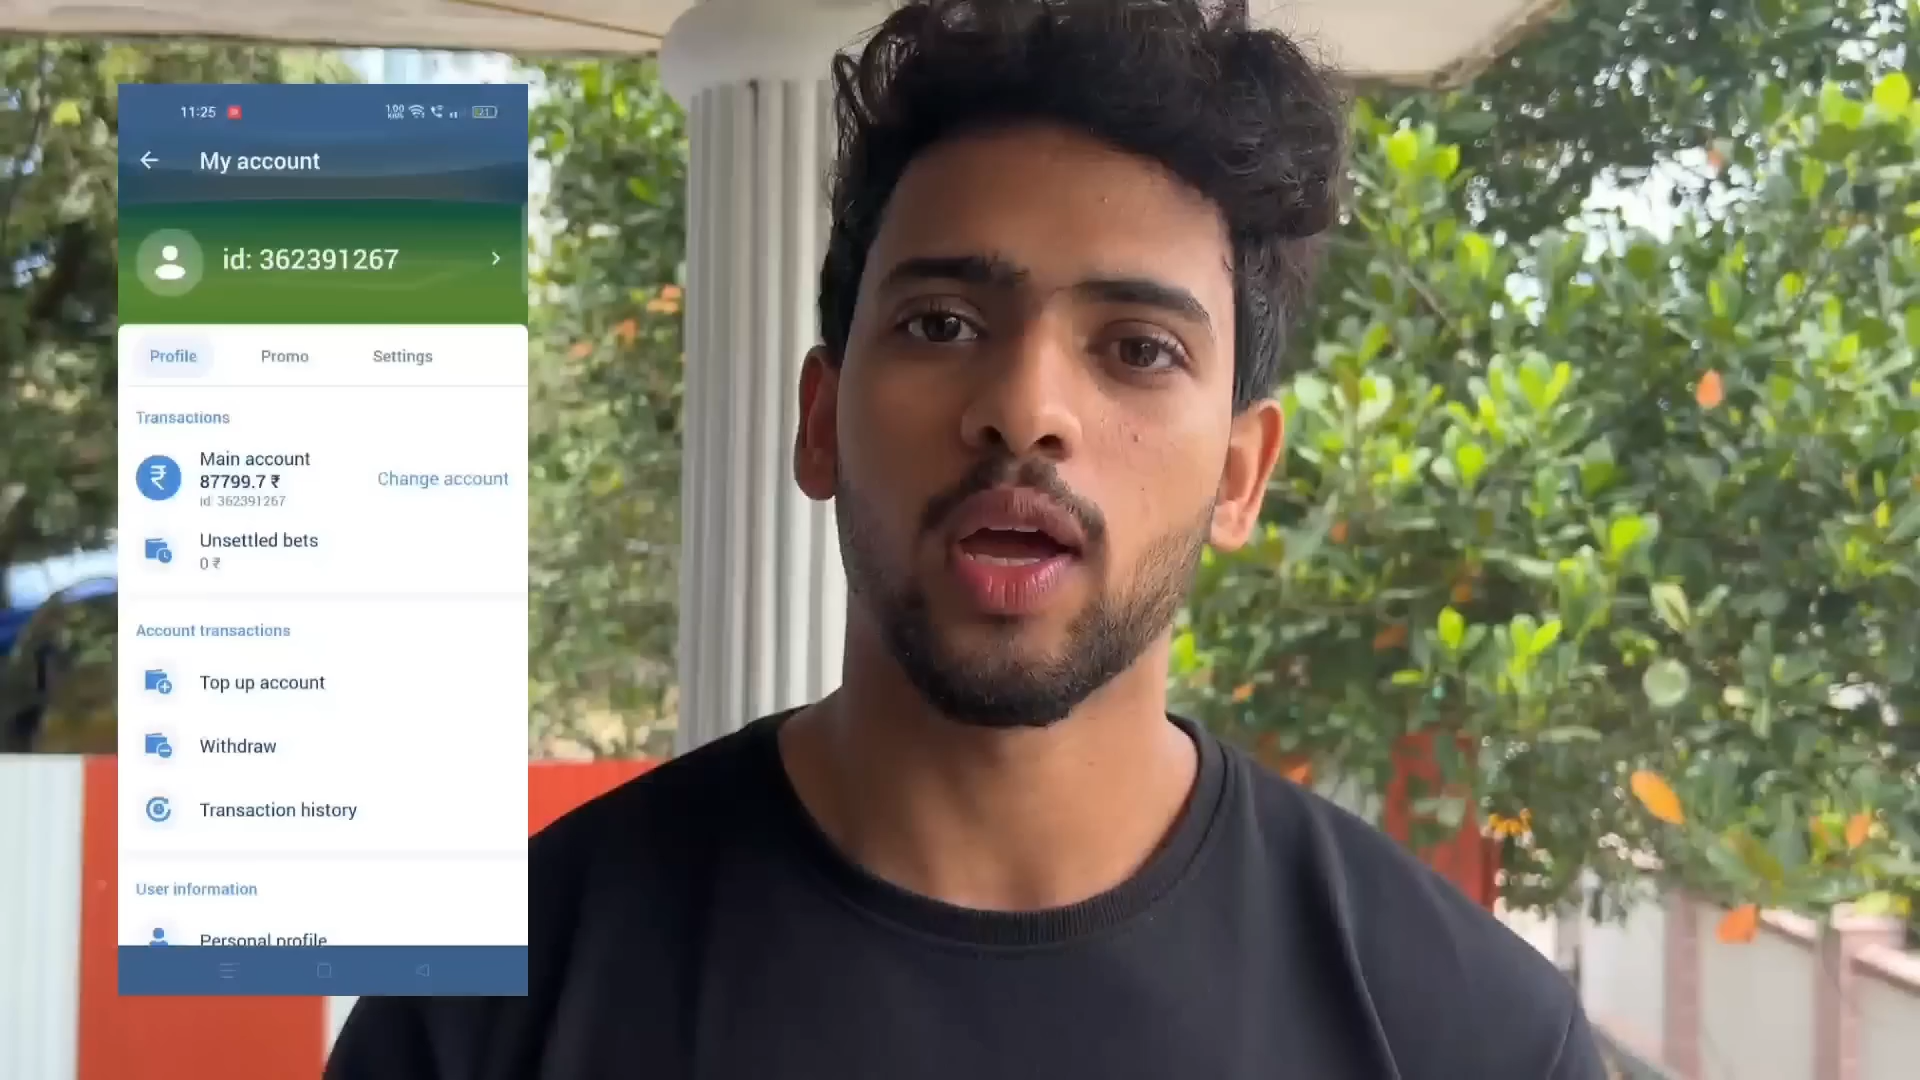 11:25
My account
id: 362391267
Profile Promo Settings
Transactions
Main account
87799.7 ₹
id: 362391267
Change account
Unsettled bets
0 ₹
Account transactions
Top up account
Withdraw
Transaction history
User information
Personal profile